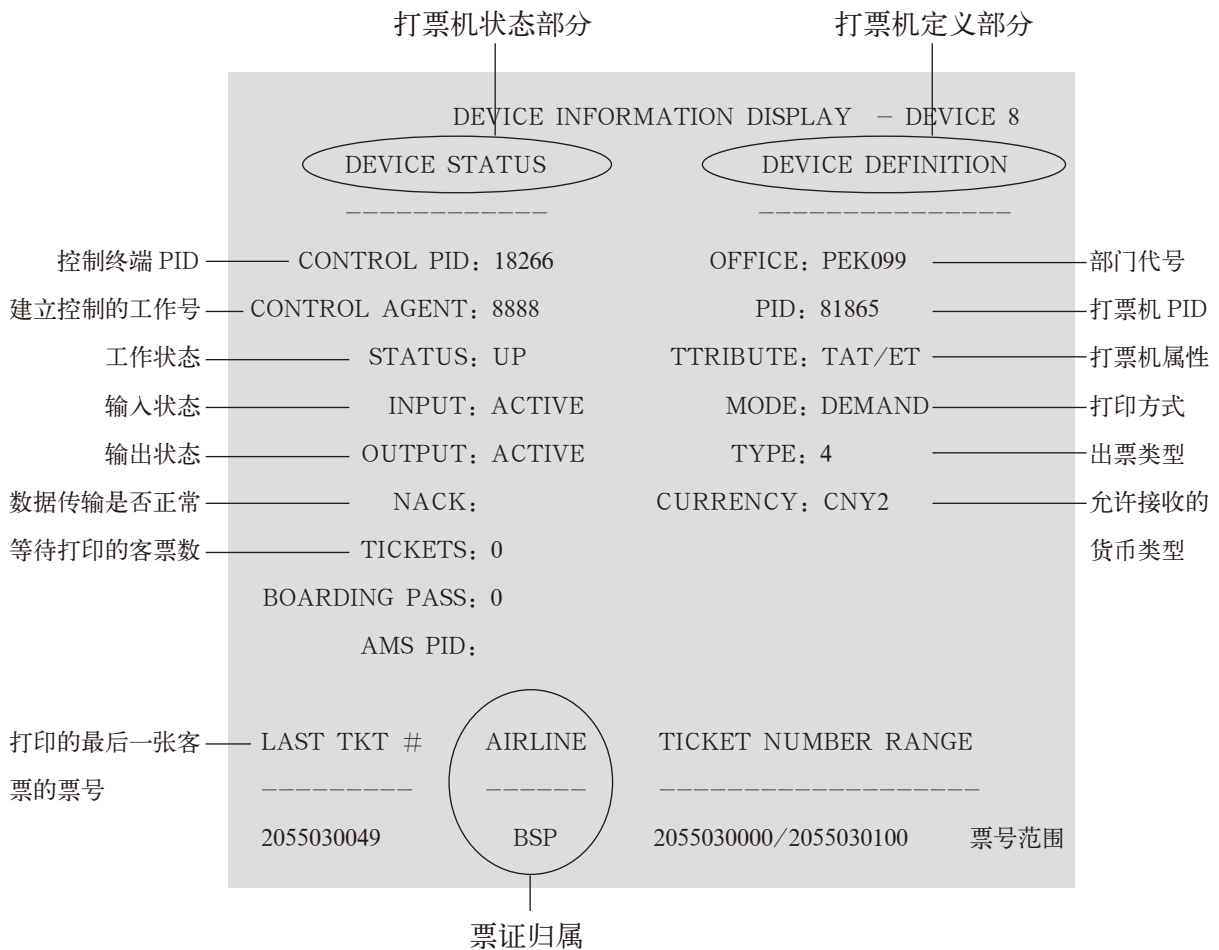 打票机状态部分 打票机定义部分
DEVICE INFORMATION DISPLAY － DEVICE 8
DEVICE STATUS DEVICE DEFINITION
------------ ---------------
控制终端 PID CONTROL PID：18266 OFFICE：PEK099 部门代号
建立控制的工作号 CONTROL AGENT：8888 PID：81865 打票机 PID
工作状态 STATUS：UP TTRIBUTE：TAT/ET 打票机属性
输入状态 INPUT：ACTIVE MODE：DEMAND 打印方式
输出状态 OUTPUT：ACTIVE TYPE：4 出票类型
数据传输是否正常 NACK： CURRENCY：CNY2 允许接收的
等待打印的客票数 TICKETS：0 货币类型
BOARDING PASS：0
AMS PID：
打印的最后一张客 LAST TKT ＃ AIRLINE TICKET NUMBER RANGE
票的票号 --------- ------ -------------------
2055030049 BSP 2055030000/2055030100 票号范围
票证归属